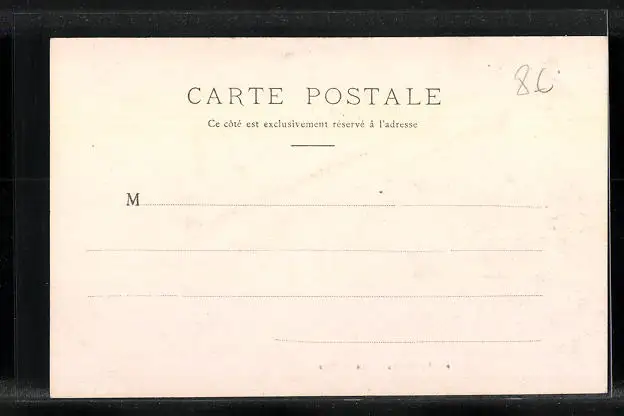 86
CARTE POSTALE
Ce côté est exclusivement réservé à l'adresse
M